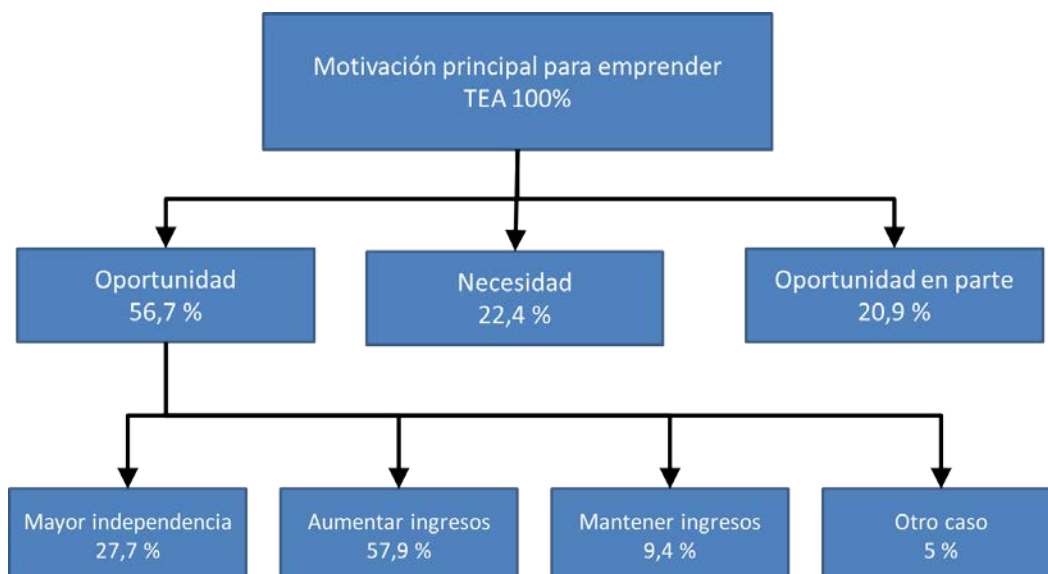 Motivación principal para emprender
TEA 100%
Oportunidad
56,7 %
Necesidad
22,4 %
Oportunidad en parte
20,9 %
Mayor independencia
27,7 %
Aumentar ingresos
57,9 %
Mantener ingresos
9,4 %
Otro caso
5 %